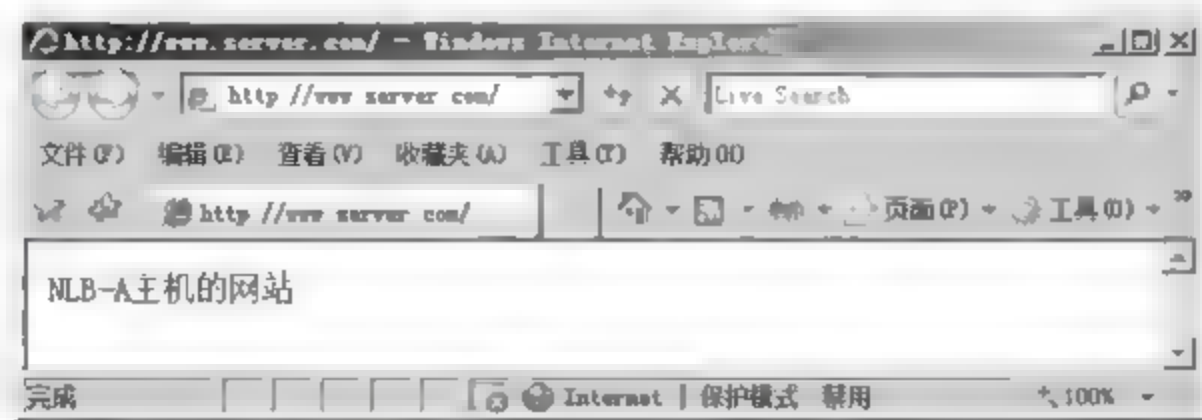 http://www.server.com/ - Windows Internet Explorer
http //www server com/ Live Search
文件(F) 编辑(E) 查看(V) 收藏夹(A) 工具(T) 帮助(H)
http //www server com/ 页面(P) 工具(O) »
NLB-A主机的网站
完成 Internet | 保护模式 禁用 100%